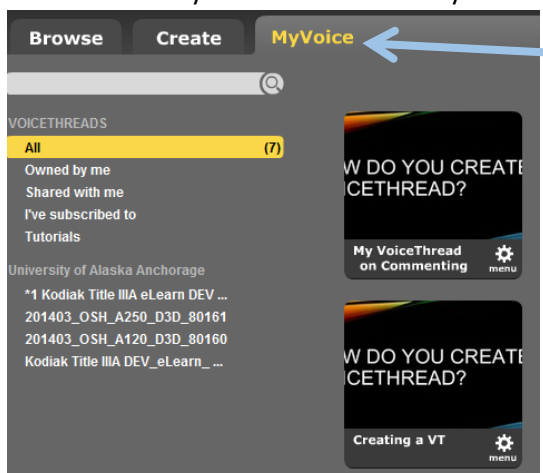 Browse Create MyVoice
VOICETHREADS
All (7)
Owned by me
Shared with me
I've subscribed to
Tutorials
University of Alaska Anchorage
*1 Kodiak Title IIIA eLearn DEV ...
201403_OSH_A250_D3D_80161
201403_OSH_A120_D3D_80160
Kodiak Title IIIA DEV_eLearn_ ...
W DO YOU CREATE
ICETHREAD?
My VoiceThread
on Commenting
menu
W DO YOU CREATE
ICETHREAD?
Creating a VT
menu